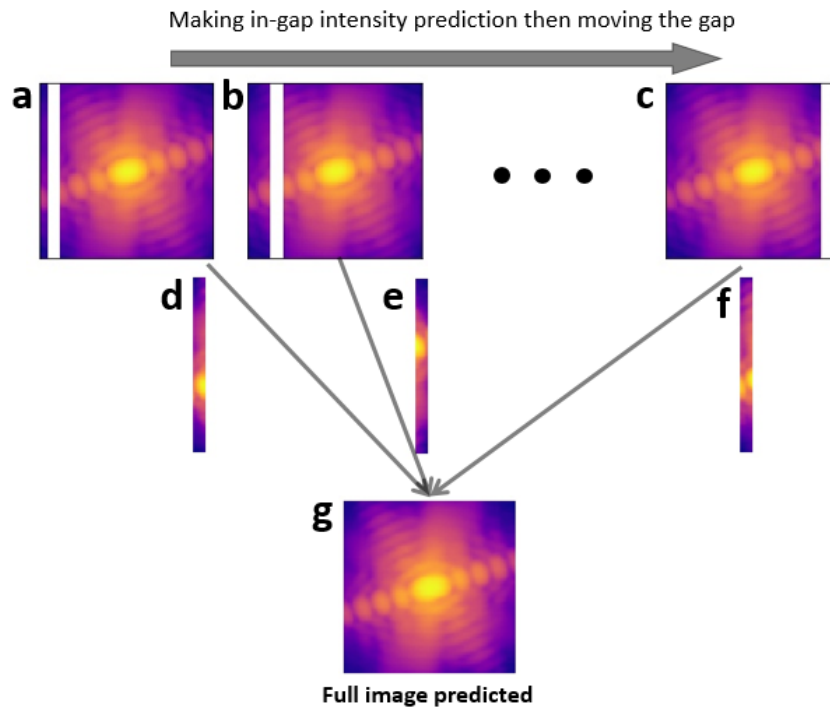 Making in-gap intensity prediction then moving the gap
a
b
c
d
e
f
g
Full image predicted